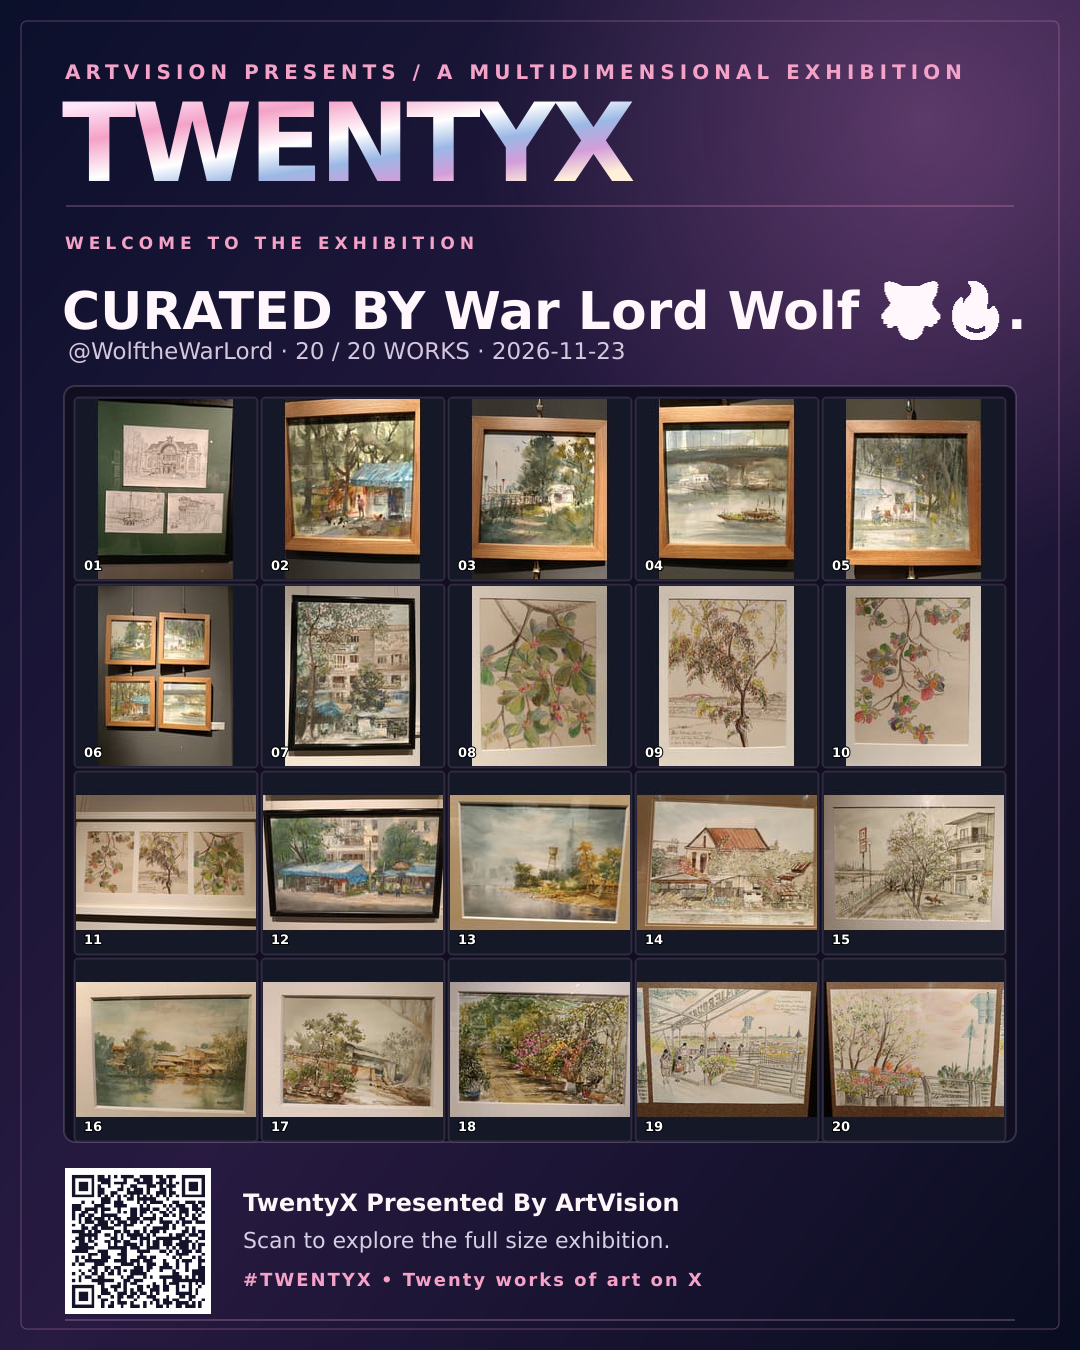 ARTVISION PRESENTS / A MULTIDIMENSIONAL EXHIBITION
TWENTYX
WELCOME TO THE EXHIBITION
CURATED BY War Lord Wolf 🐺🔥.
@WolftheWarLord · 20 / 20 WORKS · 2026-11-23
01
02
03
04
05
06
07
08
09
10
11
12
13
14
15
16
17
18
19
20
TwentyX Presented By ArtVision
Scan to explore the full size exhibition.
#TWENTYX • Twenty works of art on X